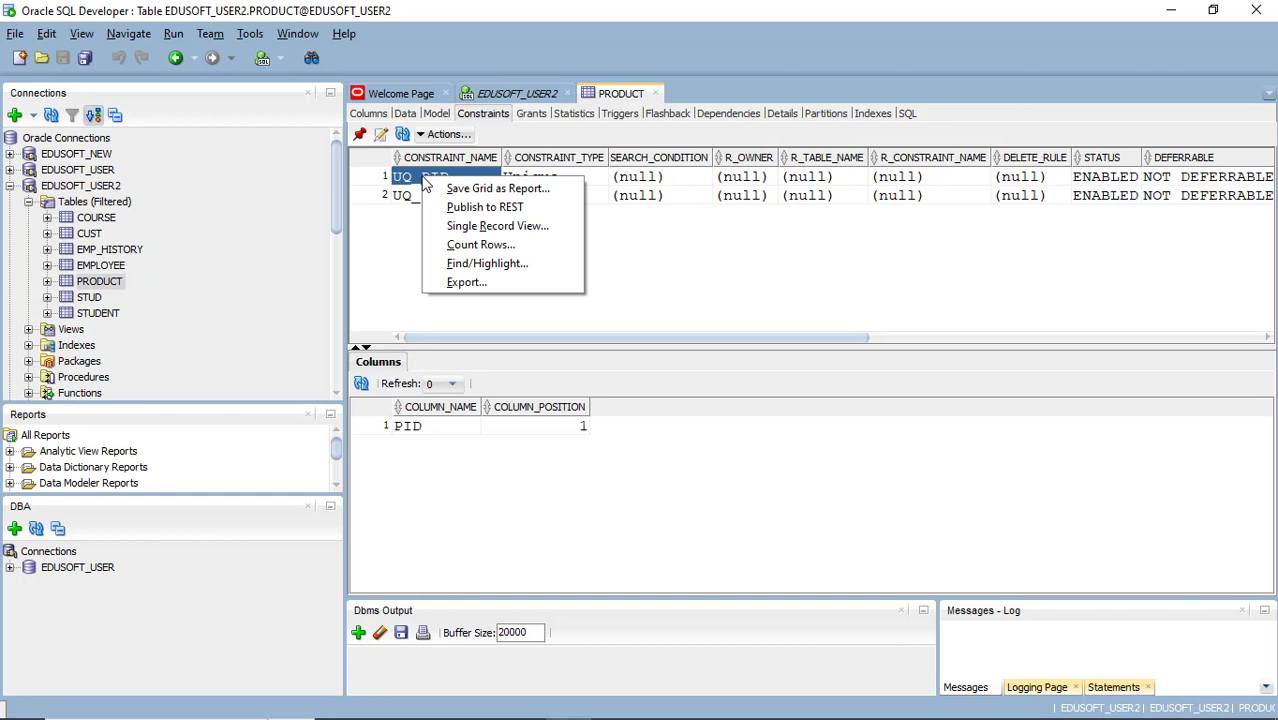 Oracle SQL Developer : Table EDUSOFT_USER2.PRODUCT@EDUSOFT_USER2
File Edit View Navigate Run Team Tools Window Help
Connections
Oracle Connections
EDUSOFT_NEW
EDUSOFT_USER
EDUSOFT_USER2
Tables (Filtered)
COURSE
CUST
EMP_HISTORY
EMPLOYEE
PRODUCT
STUD
STUDENT
Views
Indexes
Packages
Procedures
Functions
Reports
All Reports
Analytic View Reports
Data Dictionary Reports
Data Modeler Reports
DBA
Connections
EDUSOFT_USER
Welcome Page EDUSOFT_USER2 PRODUCT
Columns Data Model Constraints Grants Statistics Triggers Flashback Dependencies Details Partitions Indexes SQL
Actions...
CONSTRAINT_NAME CONSTRAINT_TYPE SEARCH_CONDITION R_OWNER R_TABLE_NAME R_CONSTRAINT_NAME DELETE_RULE STATUS DEFERRABLE
1 UQ_PID Unique (null) (null) (null) (null) (null) ENABLED NOT DEFERRABLE
2 UQ_ (null) (null) (null) (null) (null) ENABLED NOT DEFERRABLE
Save Grid as Report...
Publish to REST
Single Record View...
Count Rows...
Find/Highlight...
Export...
Columns
Refresh: 0
COLUMN_NAME COLUMN_POSITION
1 PID 1
Dbms Output
Buffer Size: 20000
Messages - Log
Messages Logging Page Statements
EDUSOFT_USER2 EDUSOFT_USER2 PRODUC